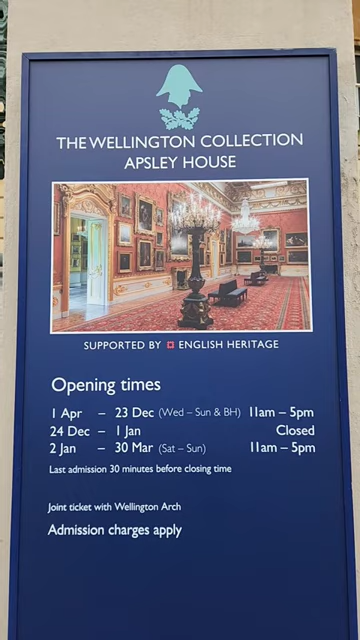 THE WELLINGTON COLLECTION
APSLEY HOUSE
SUPPORTED BY ENGLISH HERITAGE
Opening times
1 Apr – 23 Dec (Wed – Sun & BH) 11am – 5pm
24 Dec – 1 Jan Closed
2 Jan – 30 Mar (Sat – Sun) 11am – 5pm
Last admission 30 minutes before closing time
Joint ticket with Wellington Arch
Admission charges apply